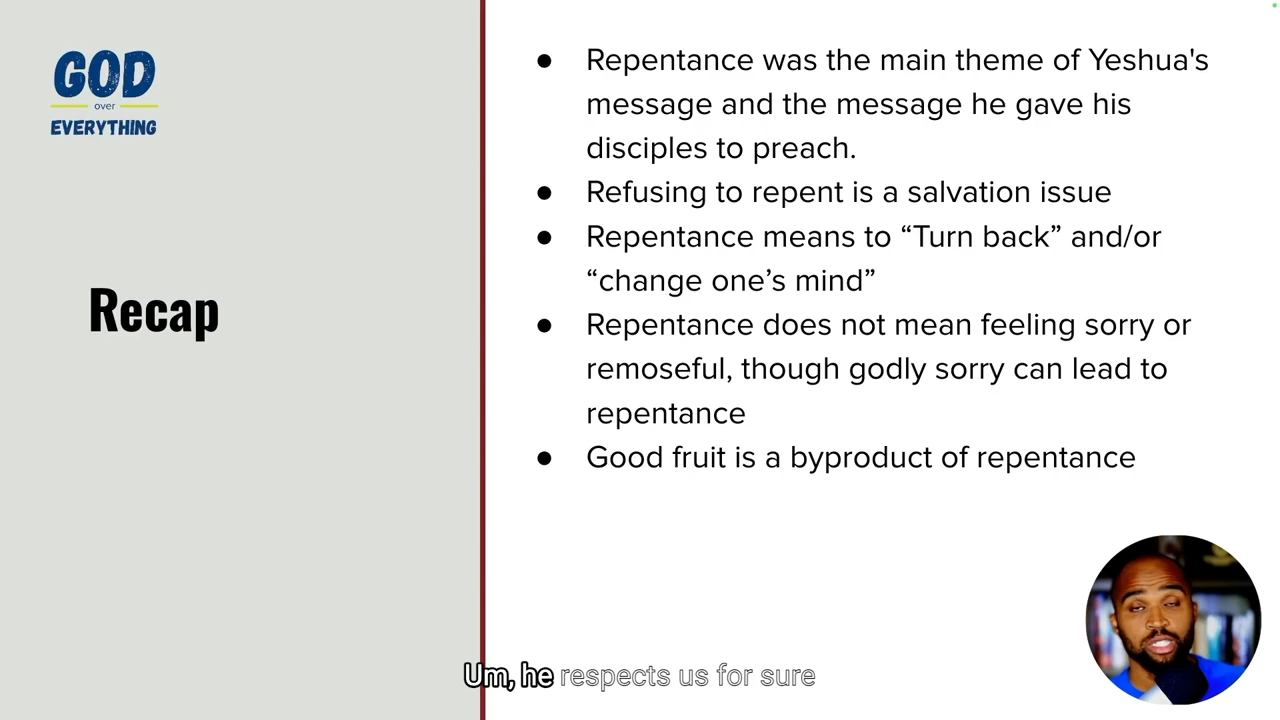 GOD
over
EVERYTHING
Recap
● Repentance was the main theme of Yeshua's
message and the message he gave his
disciples to preach.
● Refusing to repent is a salvation issue
● Repentance means to “Turn back” and/or
“change one’s mind”
● Repentance does not mean feeling sorry or
remoseful, though godly sorry can lead to
repentance
● Good fruit is a byproduct of repentance
Um, he respects us for sure